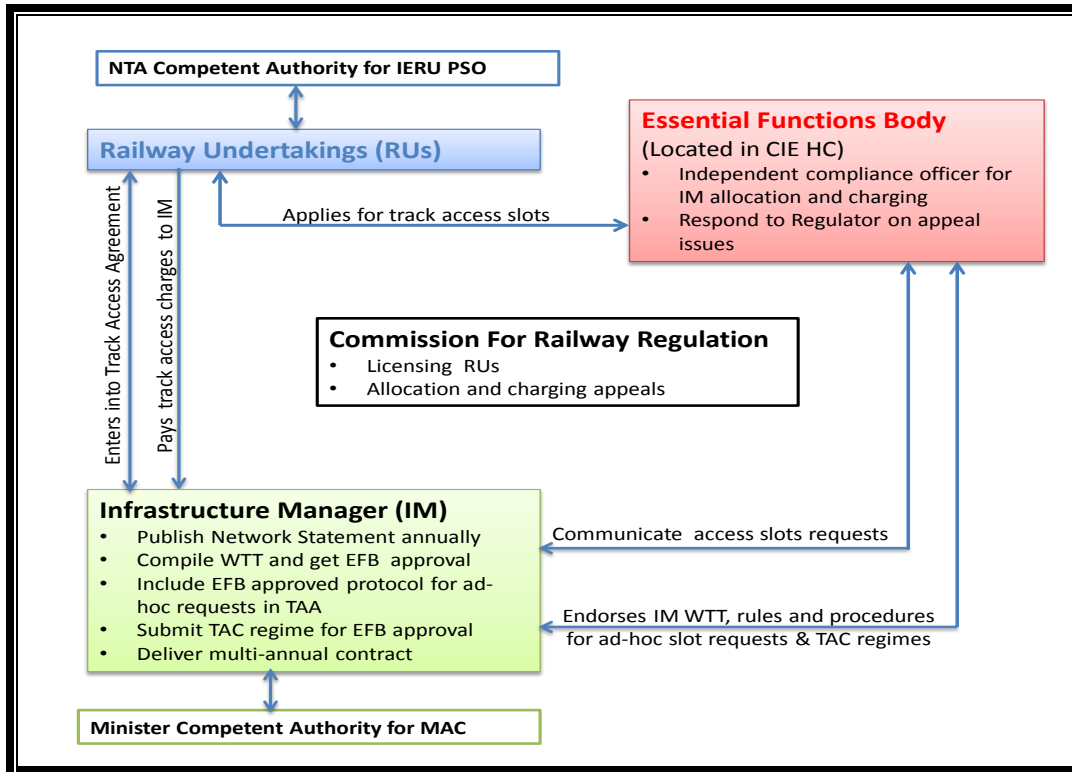 NTA Competent Authority for IERU PSO
Railway Undertakings (RUs)
Essential Functions Body
(Located in CIE HC)
• Independent compliance officer for
IM allocation and charging
• Respond to Regulator on appeal
issues
Applies for track access slots
Enters into Track Access Agreement
Pays track access charges to IM
Commission For Railway Regulation
• Licensing RUs
• Allocation and charging appeals
Infrastructure Manager (IM)
• Publish Network Statement annually
• Compile WTT and get EFB approval
• Include EFB approved protocol for ad-
hoc requests in TAA
• Submit TAC regime for EFB approval
• Deliver multi-annual contract
Communicate access slots requests
Endorses IM WTT, rules and procedures
for ad-hoc slot requests & TAC regimes
Minister Competent Authority for MAC